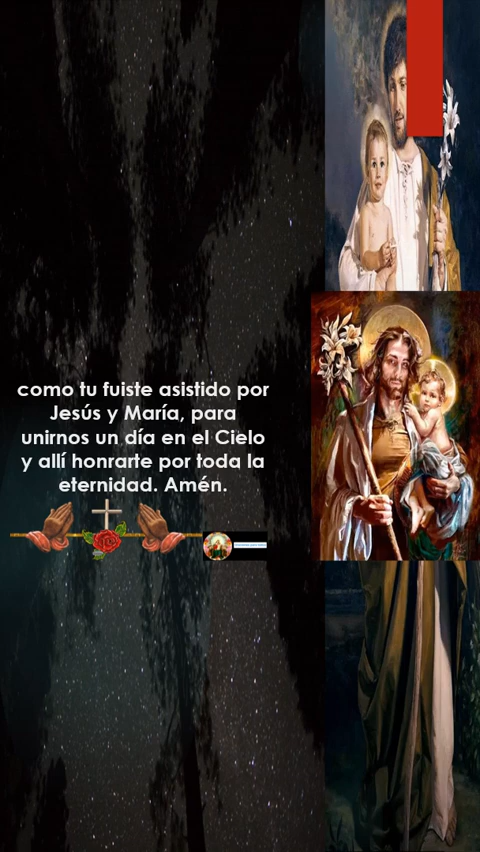 como tu fuiste asistido por
Jesús y María, para
unirnos un día en el Cielo
y allí honrarte por toda la
eternidad. Amén.